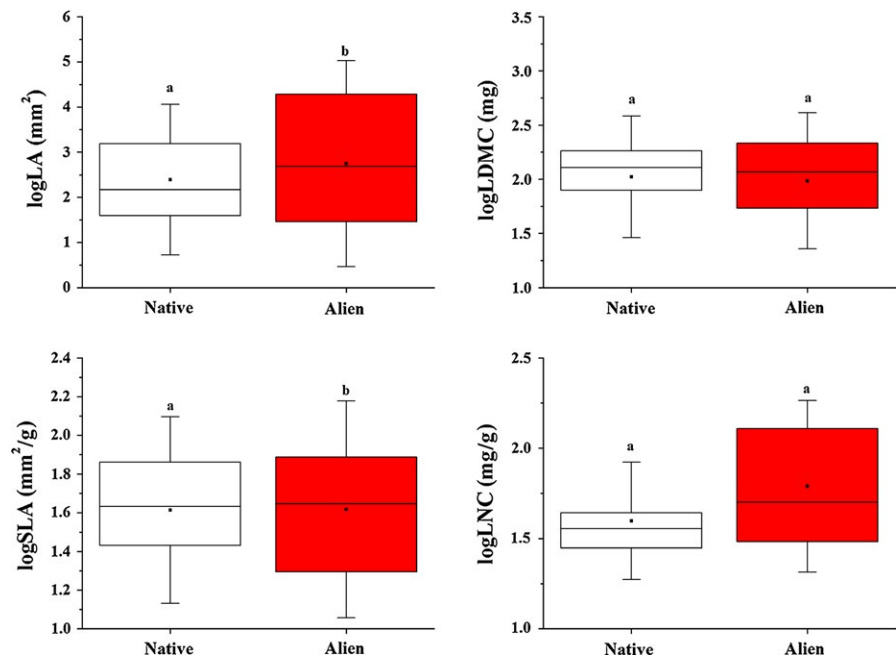 logLA (mm²)
6
5
4
3
2
1
0
a
b
Native
Alien
logLDMC (mg)
3.5
3.0
2.5
2.0
1.5
1.0
a
a
Native
Alien
logSLA (mm²/g)
2.4
2.2
2.0
1.8
1.6
1.4
1.2
1.0
a
b
Native
Alien
logLNC (mg/g)
2.5
2.0
1.5
1.0
a
a
Native
Alien